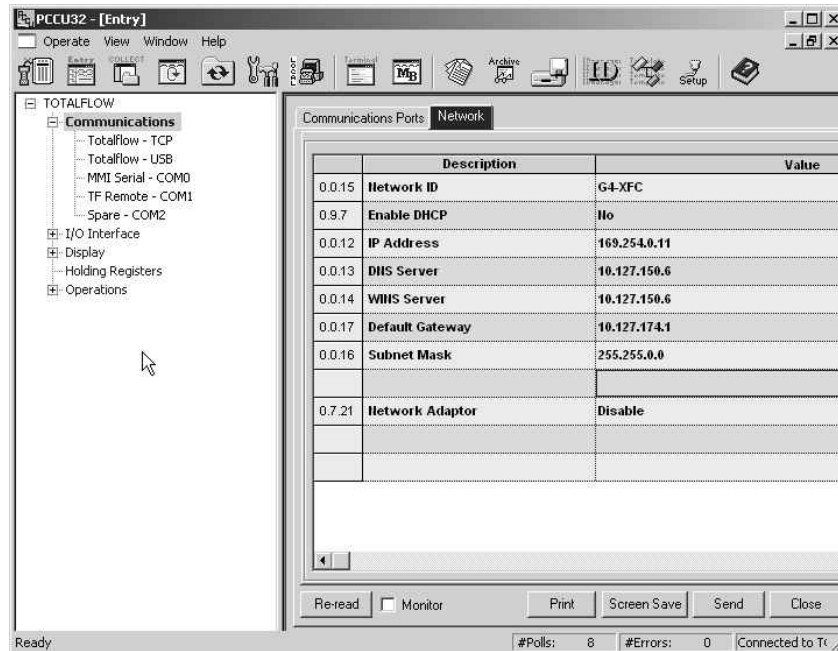 PCCU32 - [Entry]
Operate View Window Help
Entry COLLECT Terminal MB Archive ID Setup
TOTALFLOW
Communications
Totalflow - TCP
Totalflow - USB
MMI Serial - COM0
TF Remote - COM1
Spare - COM2
I/O Interface
Display
Holding Registers
Operations
Communications Ports Network
Description Value
0.0.15 Network ID G4-XFC
0.9.7 Enable DHCP No
0.0.12 IP Address 169.254.0.11
0.0.13 DNS Server 10.127.150.6
0.0.14 WINS Server 10.127.150.6
0.0.17 Default Gateway 10.127.174.1
0.0.16 Subnet Mask 255.255.0.0
0.7.21 Network Adaptor Disable
Re-read Monitor Print Screen Save Send Close
Ready #Polls: 8 #Errors: 0 Connected to